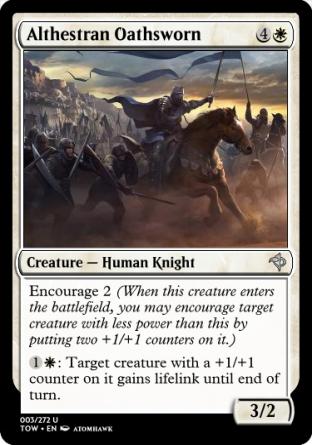 Althestran Oathsworn 4
Creature — Human Knight
Encourage 2 (When this creature enters
the battlefield, you may encourage target
creature with less power than this by
putting two +1/+1 counters on it.)
1: Target creature with a +1/+1
counter on it gains lifelink until end of
turn.
3/2
003/272 U
TOW • EN ATOMHAWK